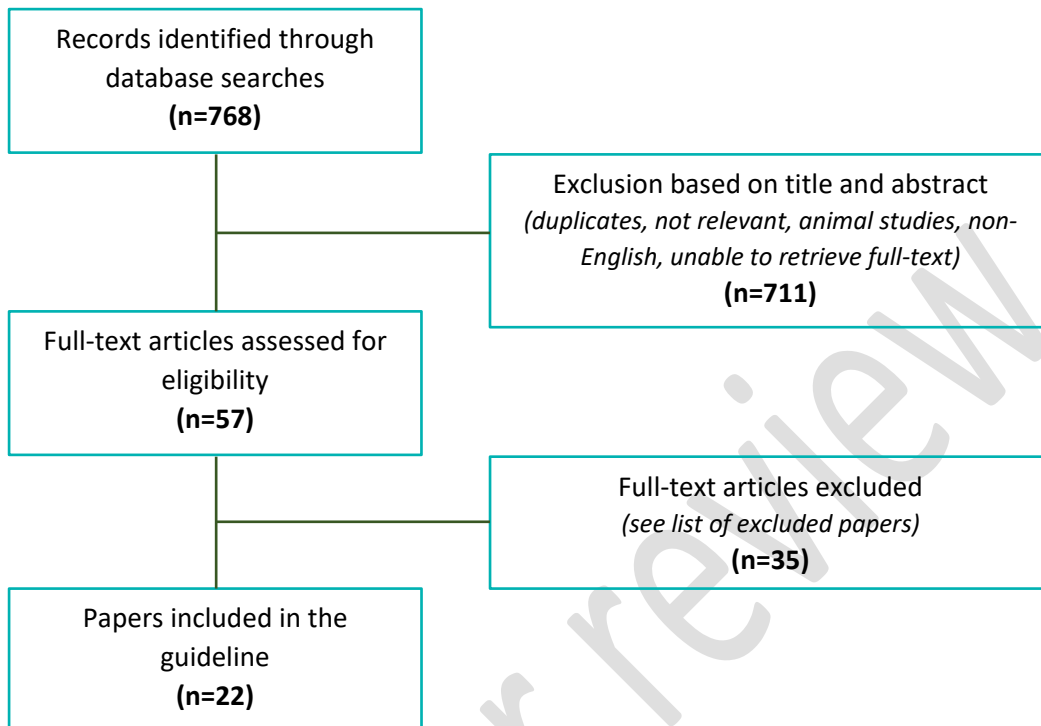 Records identified through
database searches
(n=768)
Exclusion based on title and abstract
(duplicates, not relevant, animal studies, non-
English, unable to retrieve full-text)
(n=711)
Full-text articles assessed for
eligibility
(n=57)
Full-text articles excluded
(see list of excluded papers)
(n=35)
Papers included in the
guideline
(n=22)
r review